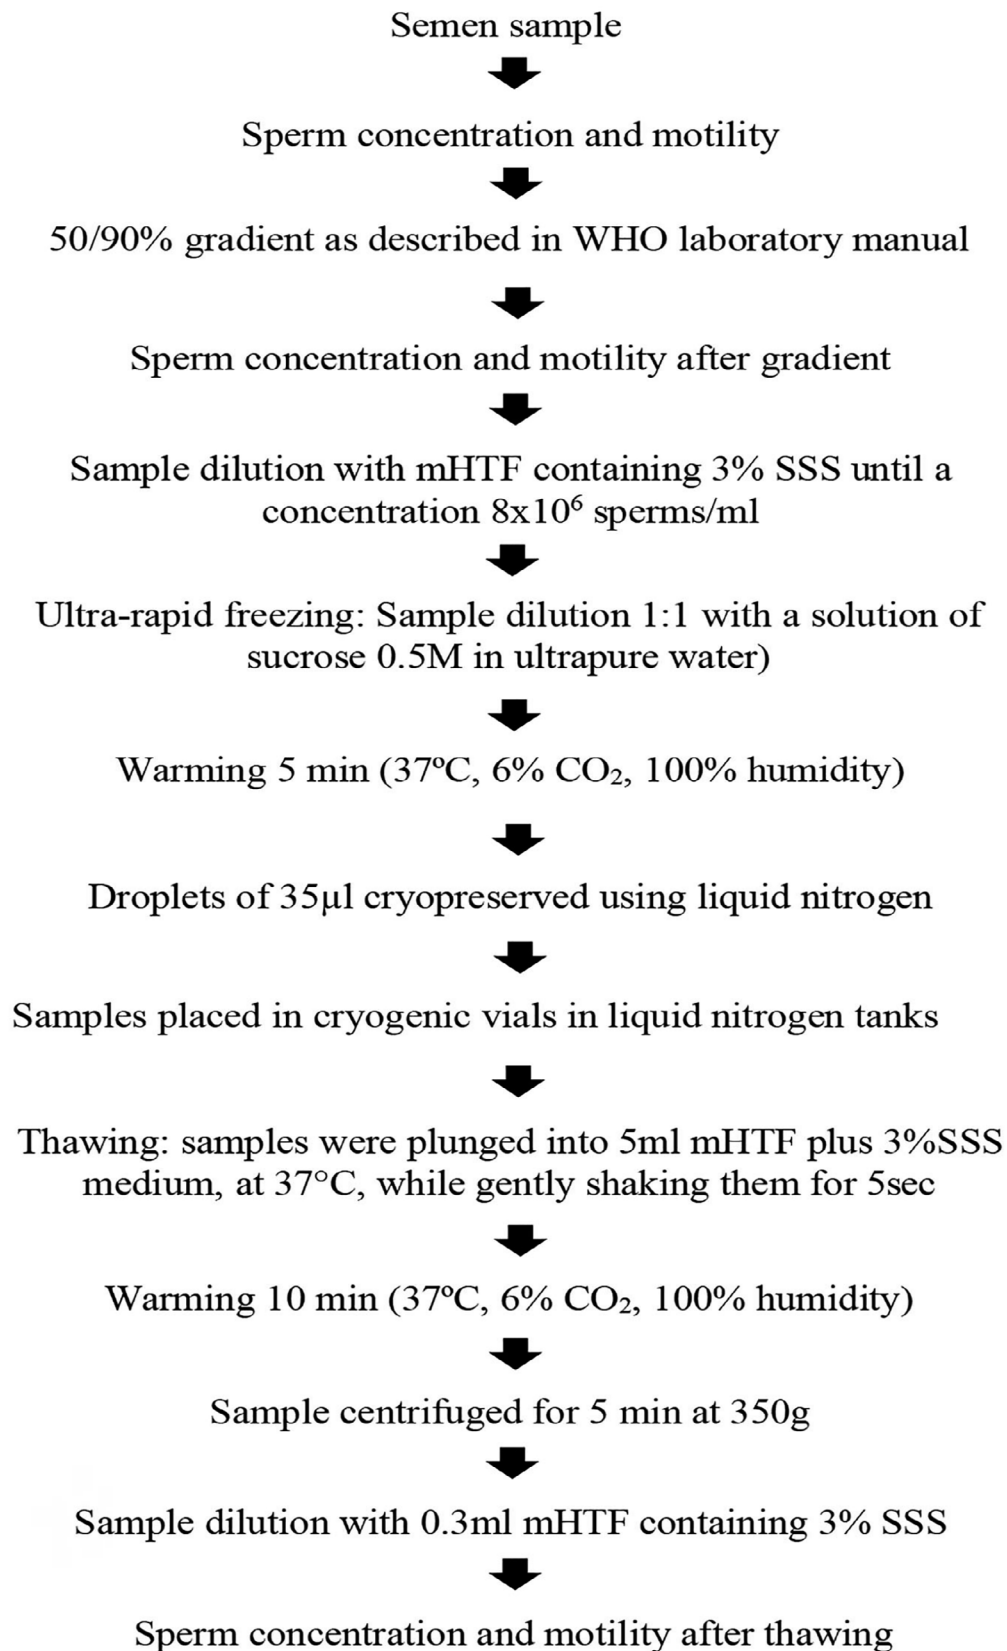 Semen sample
Sperm concentration and motility
50/90% gradient as described in WHO laboratory manual
Sperm concentration and motility after gradient
Sample dilution with mHTF containing 3% SSS until a
concentration 8x10⁶ sperms/ml
Ultra-rapid freezing: Sample dilution 1:1 with a solution of
sucrose 0.5M in ultrapure water)
Warming 5 min (37ºC, 6% CO₂, 100% humidity)
Droplets of 35µl cryopreserved using liquid nitrogen
Samples placed in cryogenic vials in liquid nitrogen tanks
Thawing: samples were plunged into 5ml mHTF plus 3%SSS
medium, at 37°C, while gently shaking them for 5sec
Warming 10 min (37ºC, 6% CO₂, 100% humidity)
Sample centrifuged for 5 min at 350g
Sample dilution with 0.3ml mHTF containing 3% SSS
Sperm concentration and motility after thawing